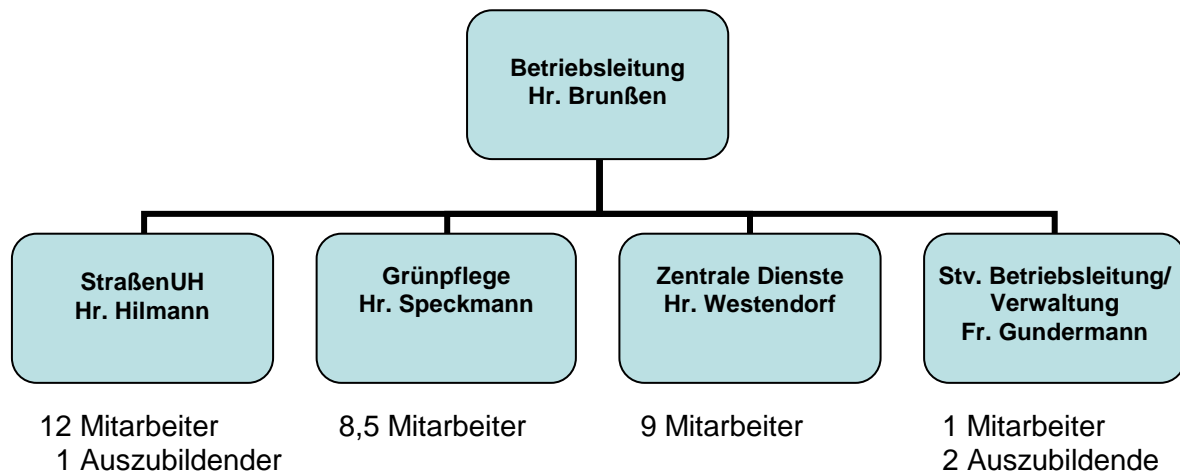 Betriebsleitung
Hr. Brunßen
StraßenUH
Hr. Hilmann
Grünpflege
Hr. Speckmann
Zentrale Dienste
Hr. Westendorf
Stv. Betriebsleitung/
Verwaltung
Fr. Gundermann
12 Mitarbeiter
1 Auszubildender
8,5 Mitarbeiter
9 Mitarbeiter
1 Mitarbeiter
2 Auszubildende